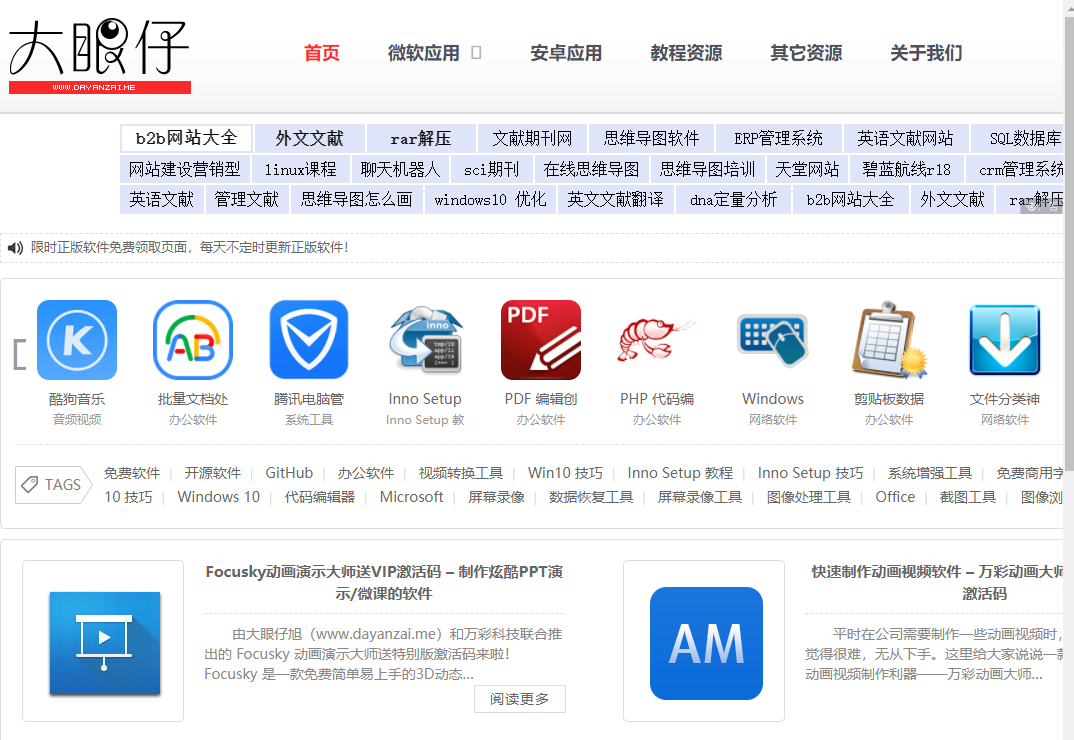 大眼仔
WWW.DAYANZAI.ME
首页 微软应用 安卓应用 教程资源 其它资源 关于我们
b2b网站大全 外文文献 rar解压 文献期刊网 思维导图软件 ERP管理系统 英语文献网站 SQL数据库
网站建设营销型 linux课程 聊天机器人 sci期刊 在线思维导图 思维导图培训 天堂网站 碧蓝航线r18 crm管理系统
英语文献 管理文献 思维导图怎么画 windows10 优化 英文文献翻译 dna定量分析 b2b网站大全 外文文献 rar解压
限时正版软件免费领取页面，每天不定时更新正版软件！
K AB inno PDF
酷狗音乐 批量文档处 腾讯电脑管 Inno Setup PDF 编辑创 PHP 代码编 Windows 剪贴板数据 文件分类神
音频视频 办公软件 系统工具 Inno Setup 教 办公软件 办公软件 网络软件 办公软件 网络软件
TAGS
免费软件 | 开源软件 | GitHub | 办公软件 | 视频转换工具 | Win10 技巧 | Inno Setup 教程 | Inno Setup 技巧 | 系统增强工具 | 免费商用字
10 技巧 | Windows 10 | 代码编辑器 | Microsoft | 屏幕录像 | 数据恢复工具 | 屏幕录像工具 | 图像处理工具 | Office | 截图工具 | 图像浏
Focusky动画演示大师送VIP激活码 – 制作炫酷PPT演
示/微课的软件
由大眼仔旭（www.dayanzai.me）和万彩科技联合推
出的 Focusky 动画演示大师送特别版激活码来啦！
Focusky 是一款免费简单易上手的3D动态...
阅读更多
AM
快速制作动画视频软件 – 万彩动画大师
激活码
平时在公司需要制作一些动画视频时，
觉得很难，无从下手。这里给大家说说一款
动画视频制作利器——万彩动画大师...